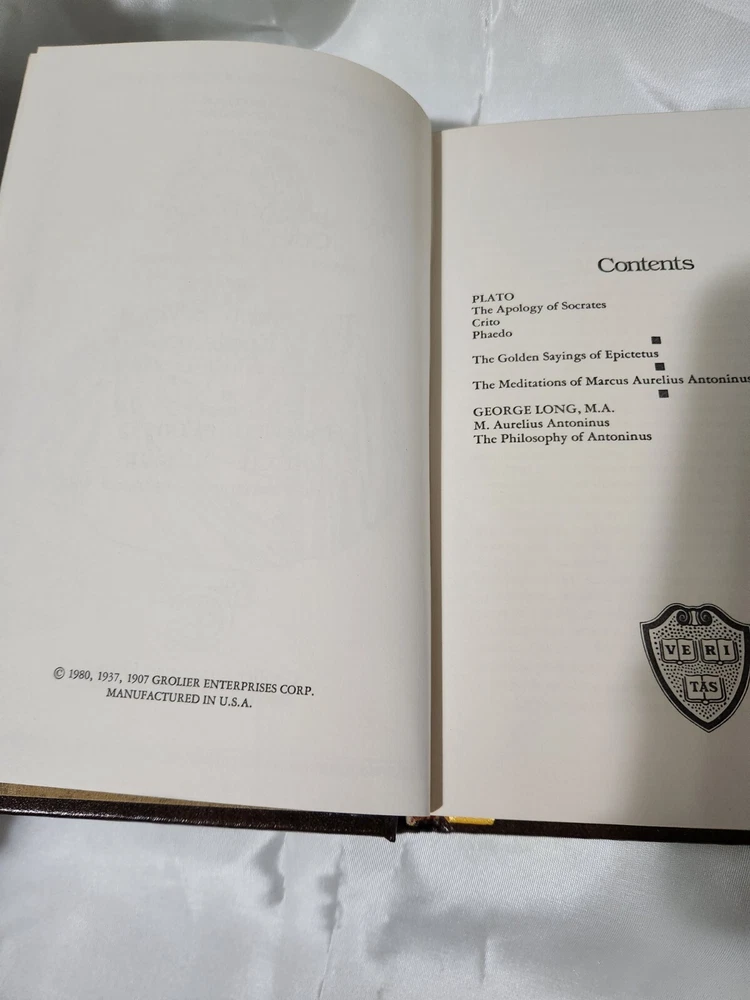 © 1980, 1937, 1907 GROLIER ENTERPRISES CORP.
MANUFACTURED IN U.S.A.
Contents
PLATO
The Apology of Socrates
Crito
Phaedo
The Golden Sayings of Epictetus
The Meditations of Marcus Aurelius Antoninus
GEORGE LONG, M.A.
M. Aurelius Antoninus
The Philosophy of Antoninus
VE RI
TAS